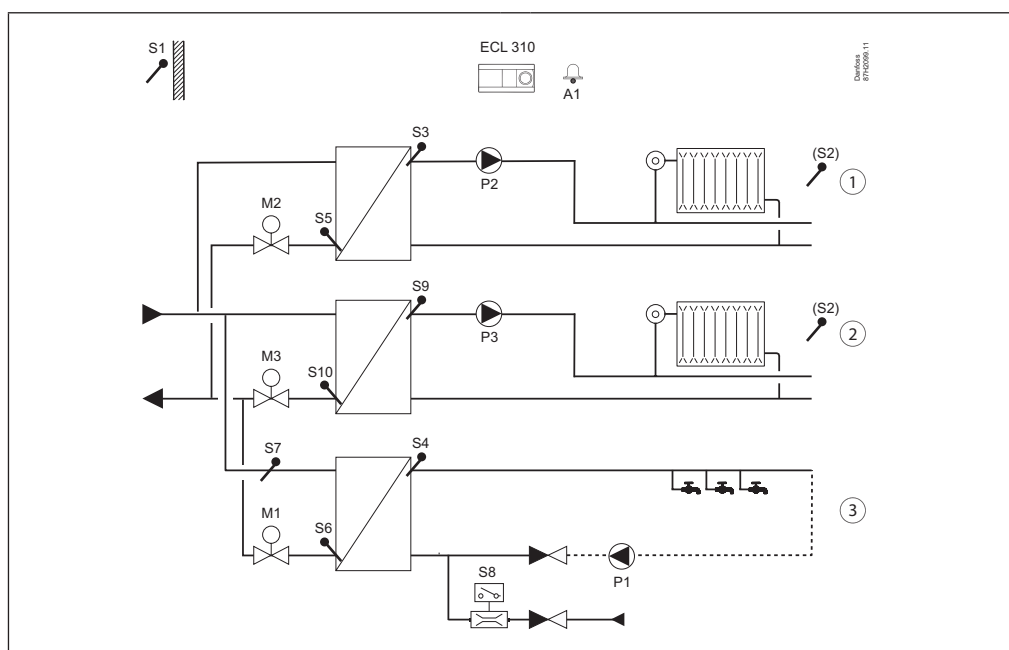 S1
ECL 310
A1
Danfoss
87H2099.11
S3
P2
(S2)
1
M2
S5
S9
P3
(S2)
2
M3
S10
S7
S4
M1
S6
3
S8
P1